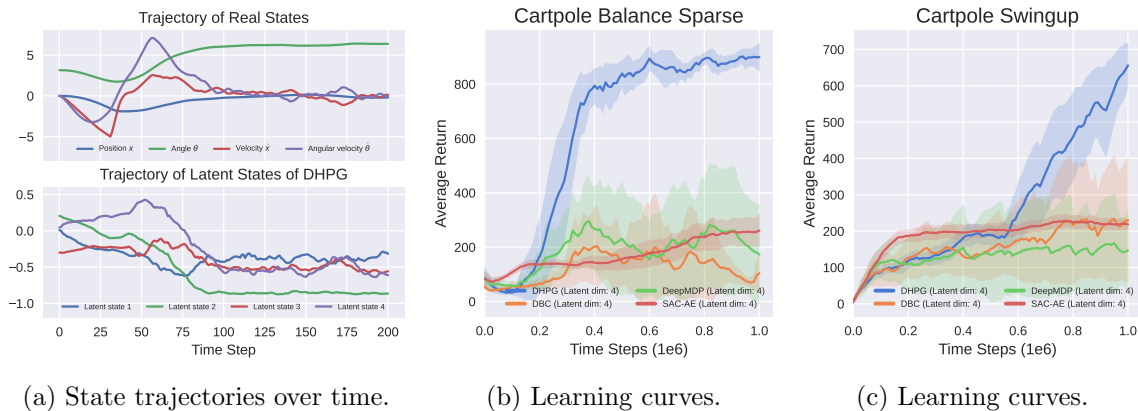 Trajectory of Real States
5
0
−5
Position x
Angle θ
Velocity ẋ
Angular velocity θ̇
Trajectory of Latent States of DHPG
0.5
0.0
−0.5
−1.0
Latent state 1
Latent state 2
Latent state 3
Latent state 4
0 25 50 75 100 125 150 175 200
Time Step
(a) State trajectories over time.
Cartpole Balance Sparse
Average Return
800
600
400
200
0
DHPG (Latent dim: 4)
DBC (Latent dim: 4)
DeepMDP (Latent dim: 4)
SAC-AE (Latent dim: 4)
0.0 0.2 0.4 0.6 0.8 1.0
Time Steps (1e6)
(b) Learning curves.
Cartpole Swingup
Average Return
700
600
500
400
300
200
100
0
DHPG (Latent dim: 4)
DBC (Latent dim: 4)
DeepMDP (Latent dim: 4)
SAC-AE (Latent dim: 4)
0.0 0.2 0.4 0.6 0.8 1.0
Time Steps (1e6)
(c) Learning curves.